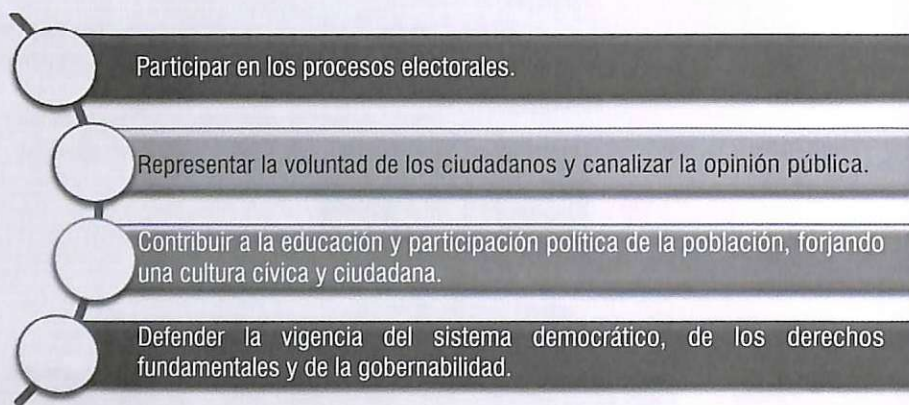 Participar en los procesos electorales.
Representar la voluntad de los ciudadanos y canalizar la opinión pública.
Contribuir a la educación y participación política de la población, forjando
una cultura cívica y ciudadana.
Defender la vigencia del sistema democrático, de los derechos
fundamentales y de la gobernabilidad.